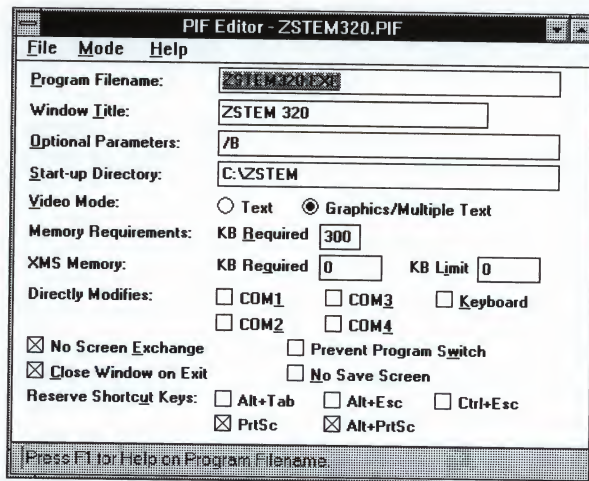 PIF Editor - ZSTEM320.PIF
File Mode Help
Program Filename: ZSTEM320.EXE
Window Title: ZSTEM 320
Optional Parameters: /B
Start-up Directory: C:\ZSTEM
Video Mode: Text Graphics/Multiple Text
Memory Requirements: KB Required 300
XMS Memory: KB Required 0 KB Limit 0
Directly Modifies: COM1 COM3 Keyboard
COM2 COM4
No Screen Exchange Prevent Program Switch
Close Window on Exit No Save Screen
Reserve Shortcut Keys: Alt+Tab Alt+Esc Ctrl+Esc
PrtSc Alt+PrtSc
Press F1 for Help on Program Filename.